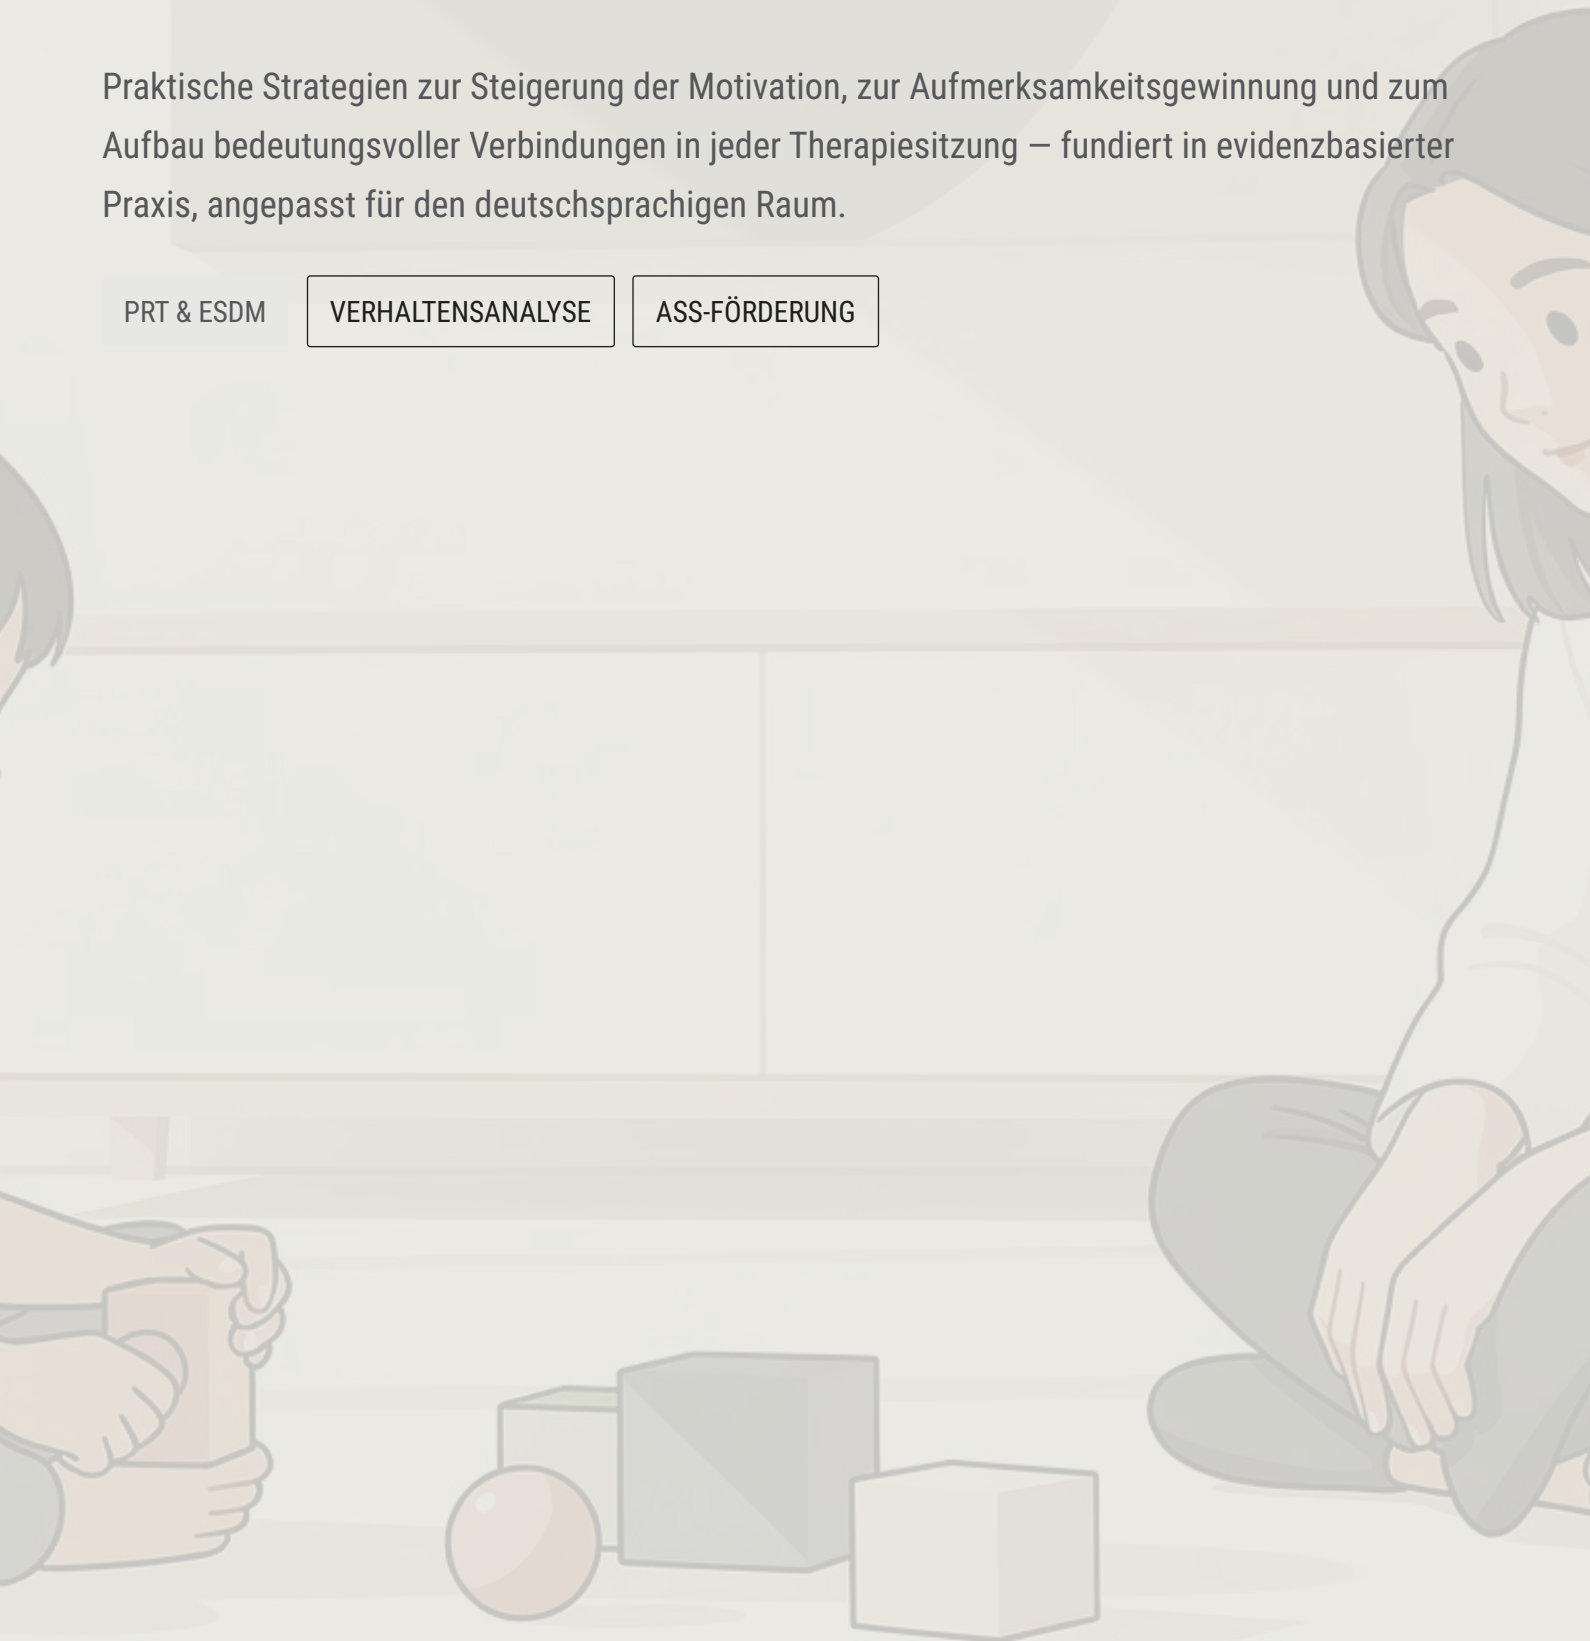 Praktische Strategien zur Steigerung der Motivation, zur Aufmerksamkeitsgewinnung und zum
Aufbau bedeutungsvoller Verbindungen in jeder Therapiesitzung — fundiert in evidenzbasierter
Praxis, angepasst für den deutschsprachigen Raum.
PRT & ESDM VERHALTENSANALYSE ASS-FÖRDERUNG